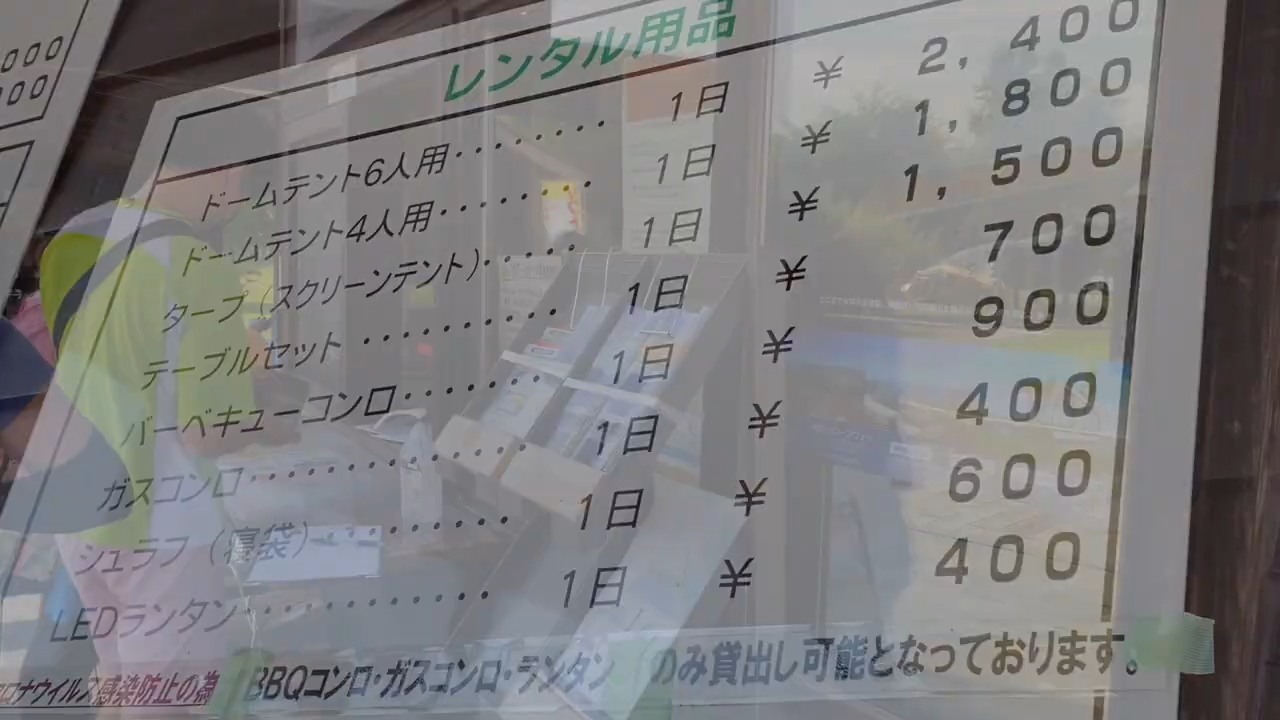 000
000
レンタル用品
ドームテント6人用‥‥‥‥ 1日 ¥ 2,400
ドームテント4人用‥‥‥‥ 1日 ¥ 1,800
タープ（スクリーンテント）‥‥‥ 1日 ¥ 1,500
テーブルセット ‥‥‥‥‥‥ 1日 ¥ 700
バーベキューコンロ‥‥‥‥ 1日 ¥ 900
ガスコンロ‥‥‥‥‥‥‥‥‥ 1日 ¥ 400
シュラフ（寝袋）‥‥‥‥‥‥ 1日 ¥ 600
LEDランタン‥‥‥‥‥‥‥‥ 1日 ¥ 400
ロナウイルス感染防止の為 BBQコンロ・ガスコンロ・ランタン のみ貸出し可能となっております。